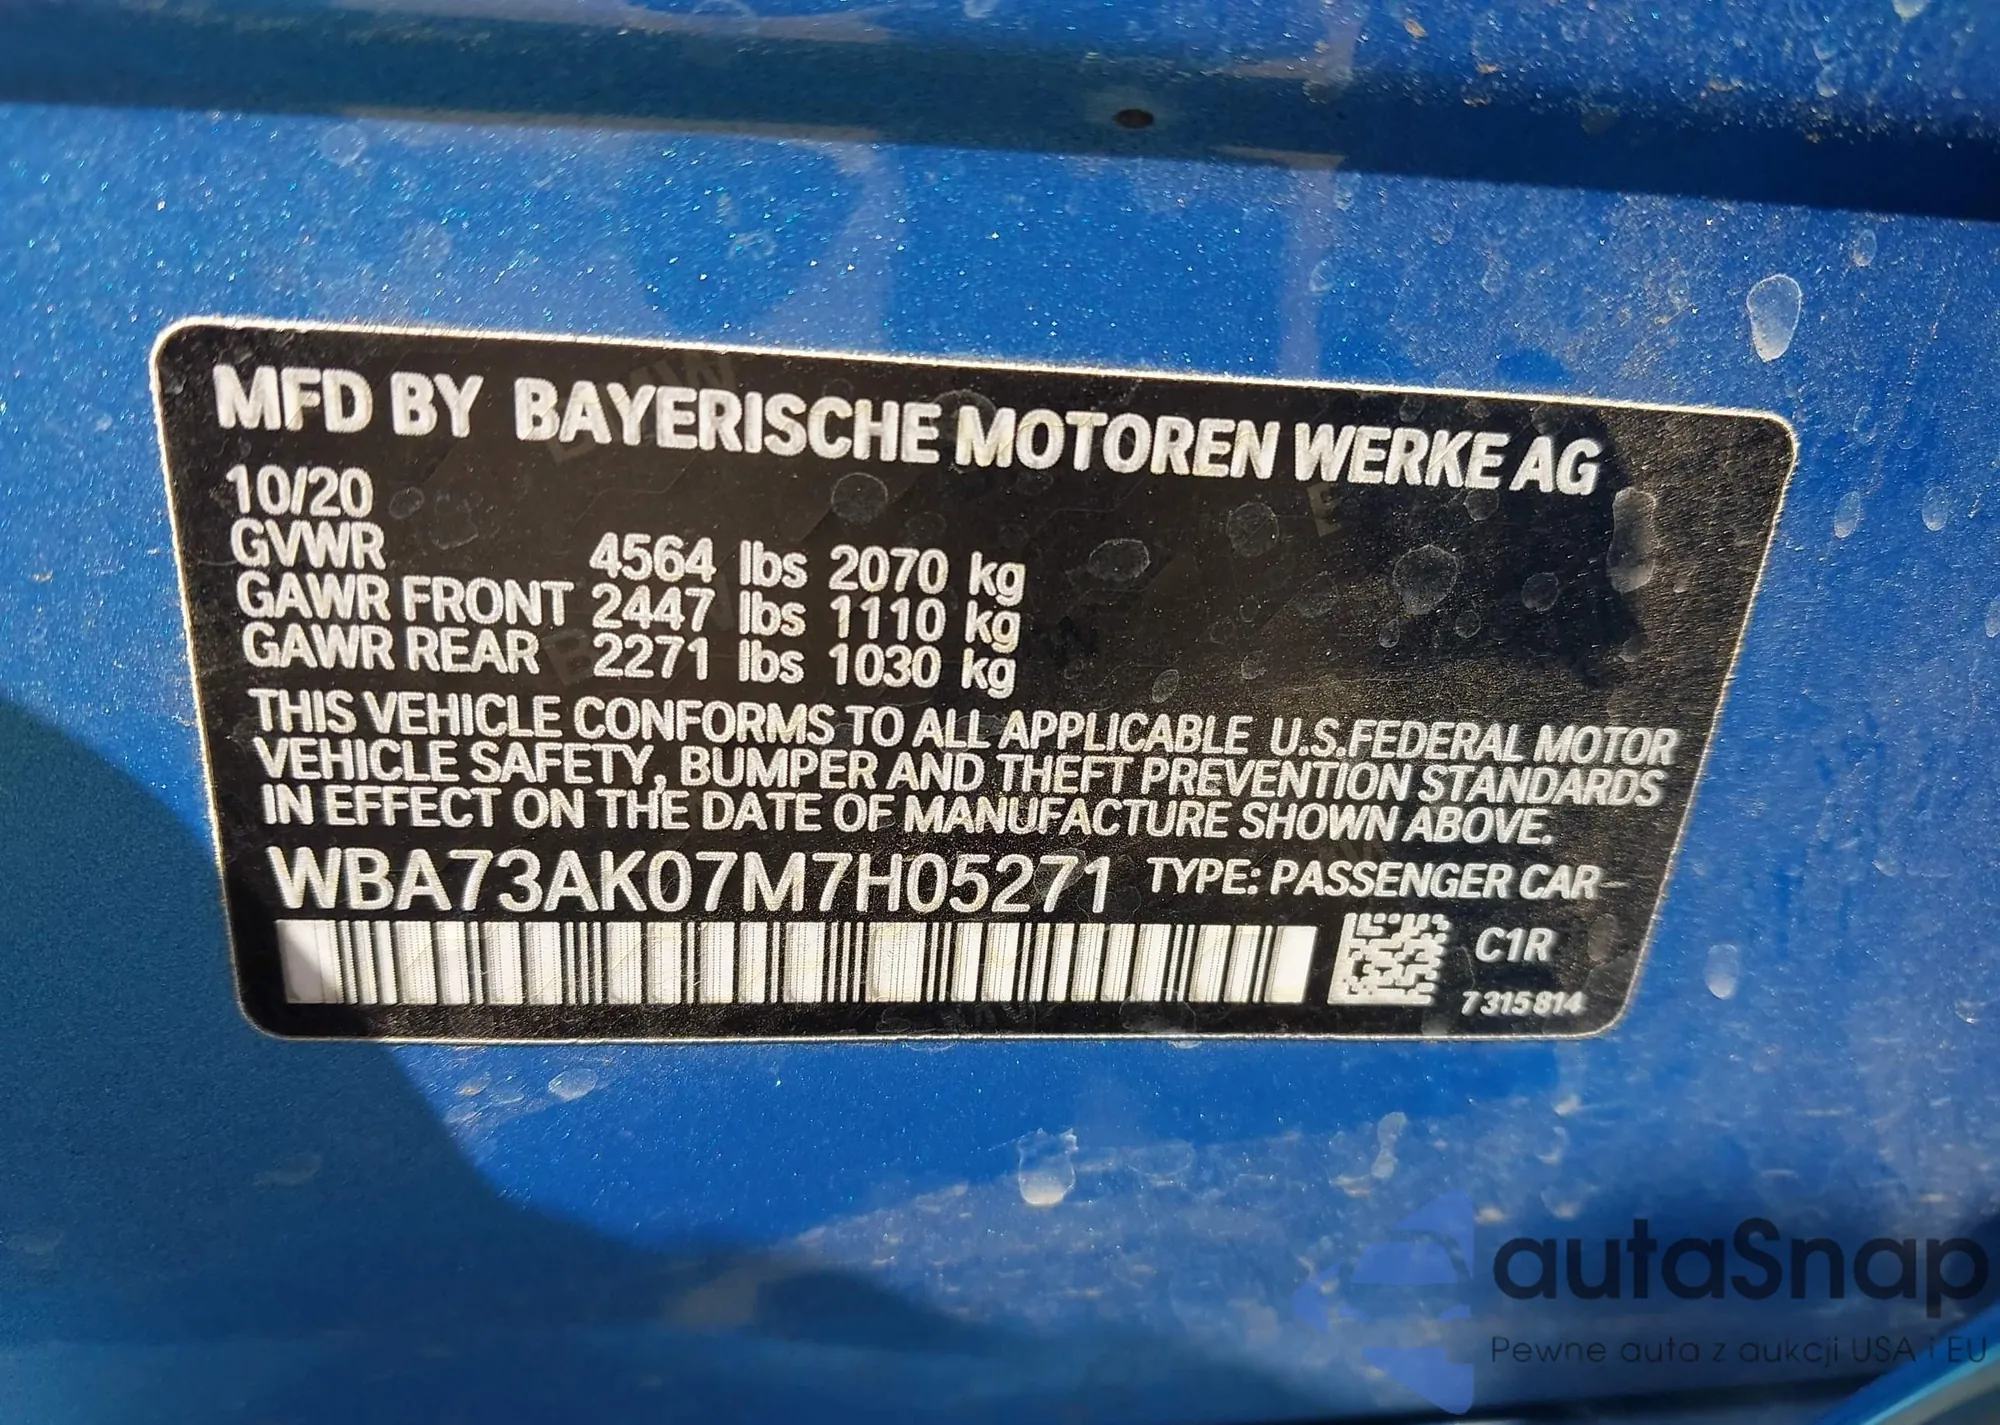 MFD BY BAYERISCHE MOTOREN WERKE AG
10/20
GVWR 4564 lbs 2070 kg
GAWR FRONT 2447 lbs 1110 kg
GAWR REAR 2271 lbs 1030 kg
THIS VEHICLE CONFORMS TO ALL APPLICABLE U.S.FEDERAL MOTOR
VEHICLE SAFETY, BUMPER AND THEFT PREVENTION STANDARDS
IN EFFECT ON THE DATE OF MANUFACTURE SHOWN ABOVE.
WBA73AK07M7H05271 TYPE: PASSENGER CAR
C1R
7315814
autaSnap
Pewne auta z aukcji USA i EU